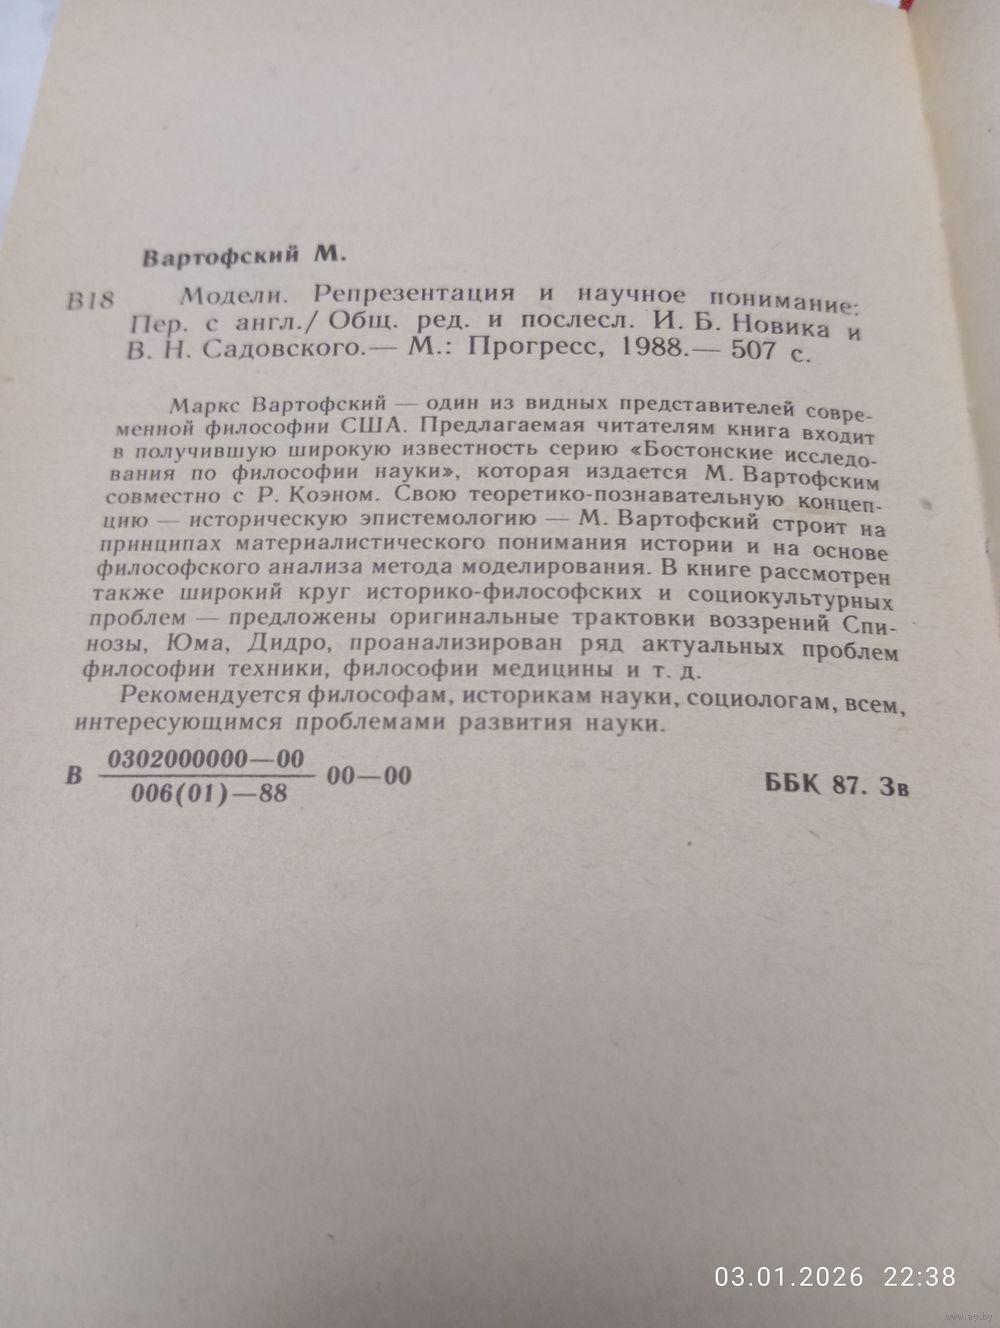 Вартофский М.
В18 Модели. Репрезентация и научное понимание:
Пер. с англ./ Общ. ред. и послесл. И. Б. Новика и
В. Н. Садовского.— М.: Прогресс, 1988.— 507 с.
Маркс Вартофский — один из видных представителей совре-
менной философии США. Предлагаемая читателям книга входит
в получившую широкую известность серию «Бостонские исследо-
вания по философии науки», которая издается М. Вартофским
совместно с Р. Коэном. Свою теоретико-познавательную концеп-
цию — историческую эпистемологию — М. Вартофский строит на
принципах материалистического понимания истории и на основе
философского анализа метода моделирования. В книге рассмотрен
также широкий круг историко-философских и социокультурных
проблем — предложены оригинальные трактовки воззрений Спи-
нозы, Юма, Дидро, проанализирован ряд актуальных проблем
философии техники, философии медицины и т. д.
Рекомендуется философам, историкам науки, социологам, всем,
интересующимся проблемами развития науки.
В 0302000000—00 00—00
006(01)—88
ББК 87. 3в
03.01.2026 22:38
www.ay.by